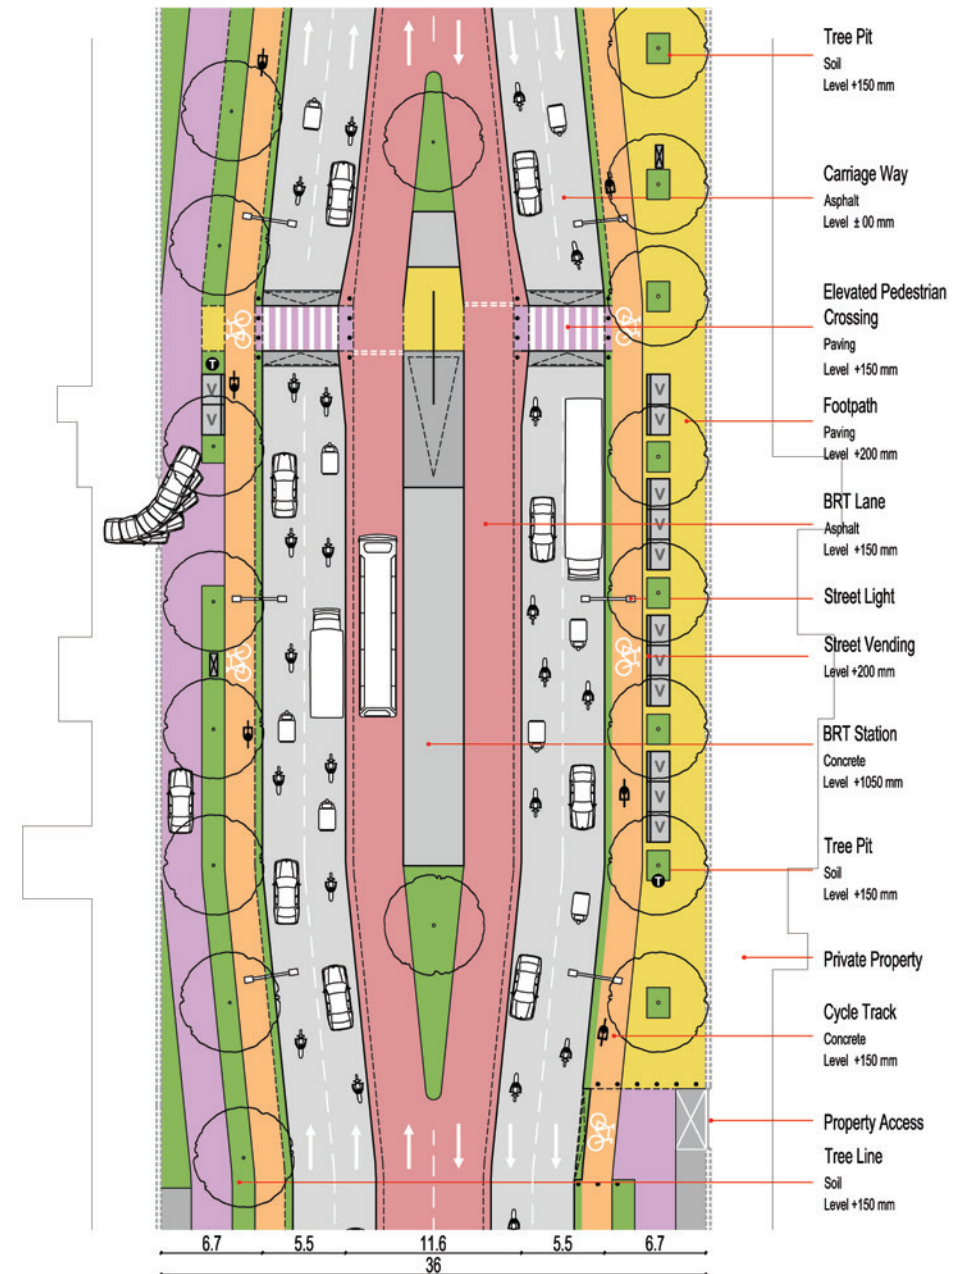 Tree Pit
Soil
Level +150 mm
Carriage Way
Asphalt
Level ± 00 mm
Elevated Pedestrian
Crossing
Paving
Level +150 mm
Footpath
Paving
Level +200 mm
BRT Lane
Asphalt
Level +150 mm
Street Light
Street Vending
Level +200 mm
BRT Station
Concrete
Level +1050 mm
Tree Pit
Soil
Level +150 mm
Private Property
Cycle Track
Concrete
Level +150 mm
Property Access
Tree Line
Soil
Level +150 mm
T
V
V
V
V
V
V
V
V
V
V
V
V
V
T
6.7 5.5 11.6 5.5 6.7
36